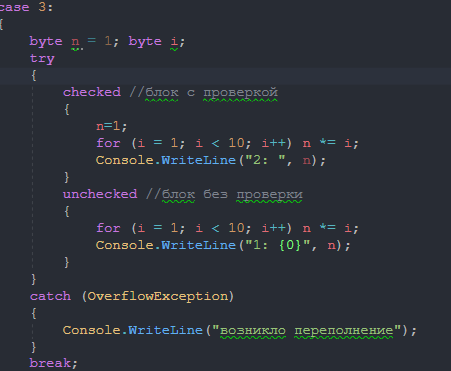 case 3:
{
byte n = 1; byte i;
try
{
checked //блок с проверкой
{
n=1;
for (i = 1; i < 10; i++) n *= i;
Console.WriteLine("2: ", n);
}
unchecked //блок без проверки
{
for (i = 1; i < 10; i++) n *= i;
Console.WriteLine("1: {0}", n);
}
}
catch (OverflowException)
{
Console.WriteLine("возникло переполнение");
}
break;